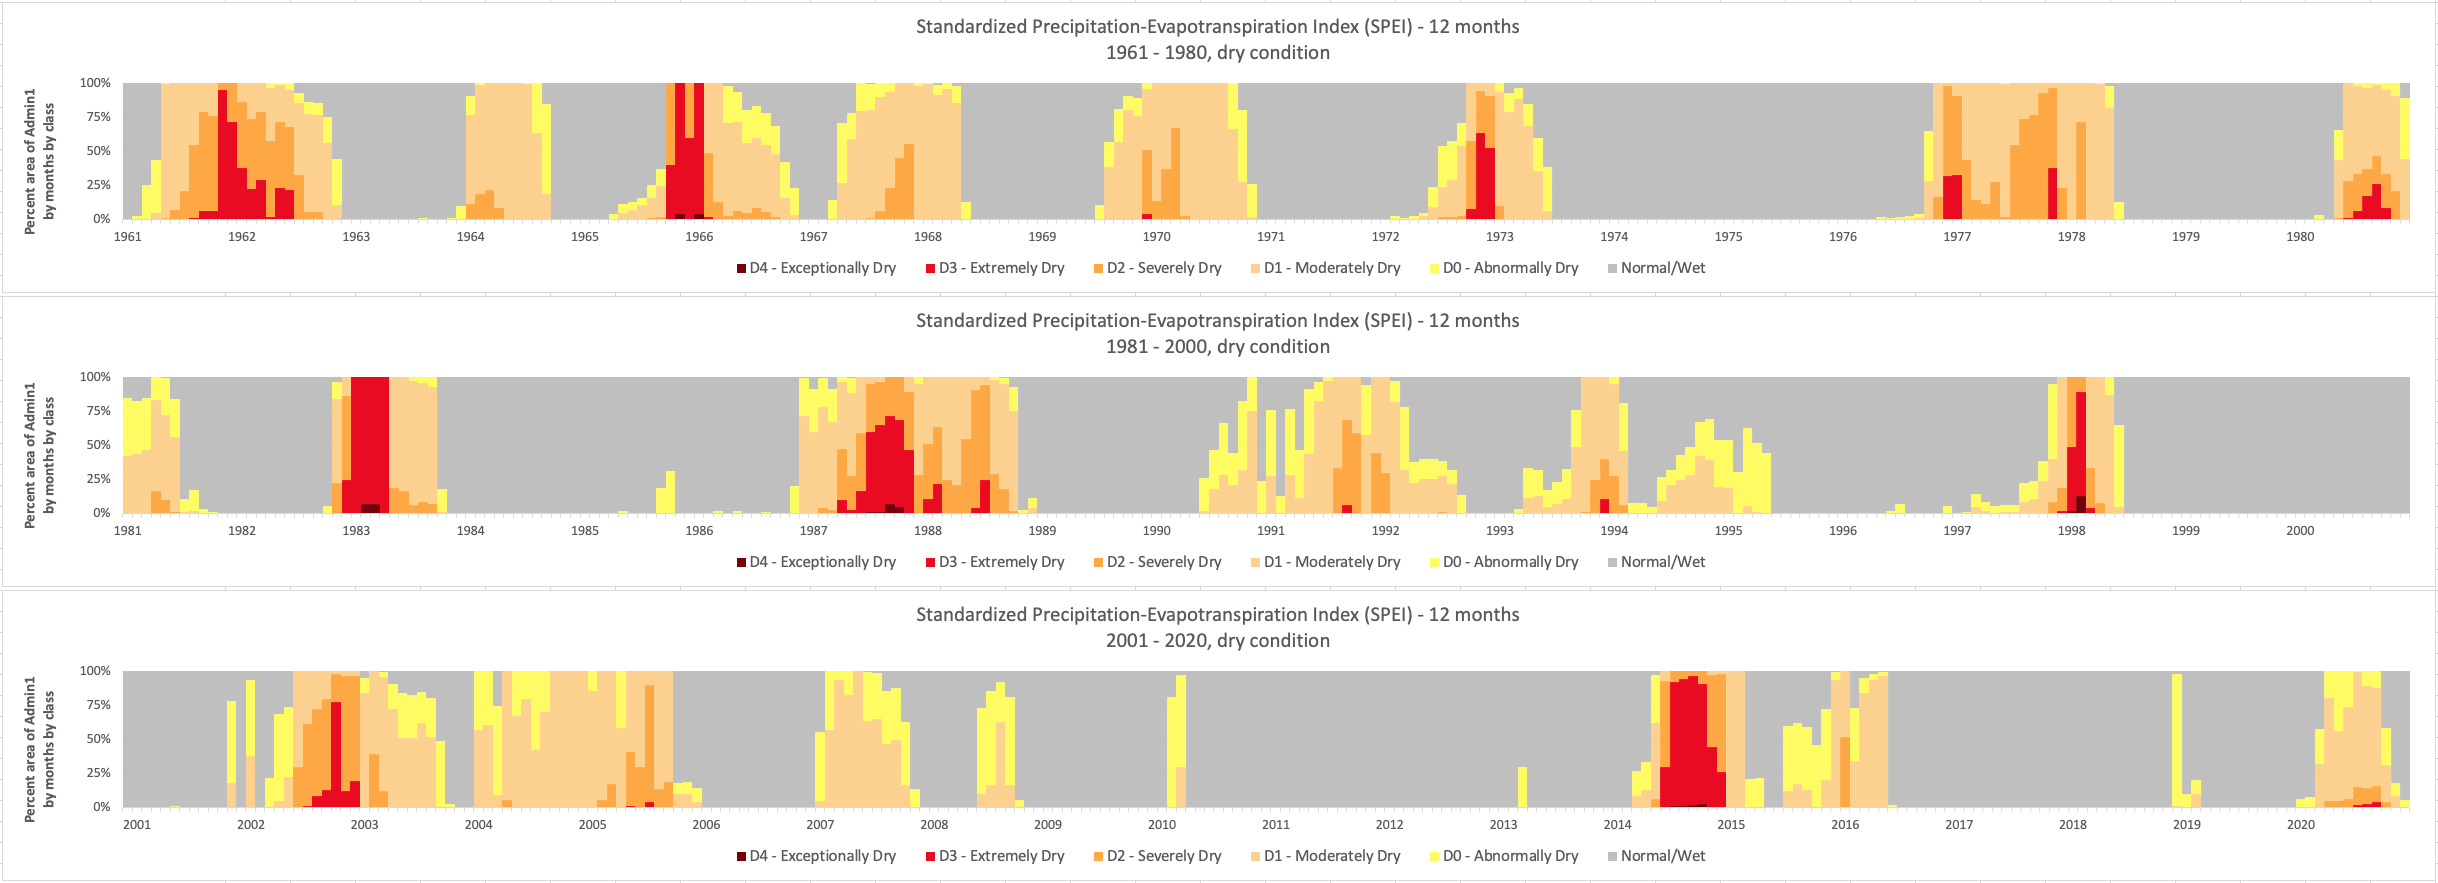 Standardized Precipitation-Evapotranspiration Index (SPEI) - 12 months
1961 - 1980, dry condition
Percent area of Admin1
by months by class
100%
75%
50%
25%
0%
1961 1962 1963 1964 1965 1966 1967 1968 1969 1970 1971 1972 1973 1974 1975 1976 1977 1978 1979 1980
D4 - Exceptionally Dry D3 - Extremely Dry D2 - Severely Dry D1 - Moderately Dry D0 - Abnormally Dry Normal/Wet
Standardized Precipitation-Evapotranspiration Index (SPEI) - 12 months
1981 - 2000, dry condition
Percent area of Admin1
by months by class
100%
75%
50%
25%
0%
1981 1982 1983 1984 1985 1986 1987 1988 1989 1990 1991 1992 1993 1994 1995 1996 1997 1998 1999 2000
D4 - Exceptionally Dry D3 - Extremely Dry D2 - Severely Dry D1 - Moderately Dry D0 - Abnormally Dry Normal/Wet
Standardized Precipitation-Evapotranspiration Index (SPEI) - 12 months
2001 - 2020, dry condition
Percent area of Admin1
by months by class
100%
75%
50%
25%
0%
2001 2002 2003 2004 2005 2006 2007 2008 2009 2010 2011 2012 2013 2014 2015 2016 2017 2018 2019 2020
D4 - Exceptionally Dry D3 - Extremely Dry D2 - Severely Dry D1 - Moderately Dry D0 - Abnormally Dry Normal/Wet